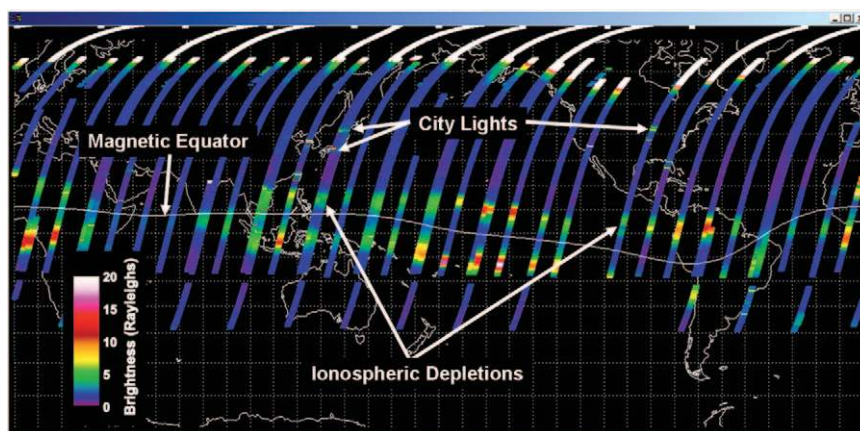 City Lights
Magnetic Equator
20
15
10
5
0
Brightness (Rayleighs)
Ionospheric Depletions